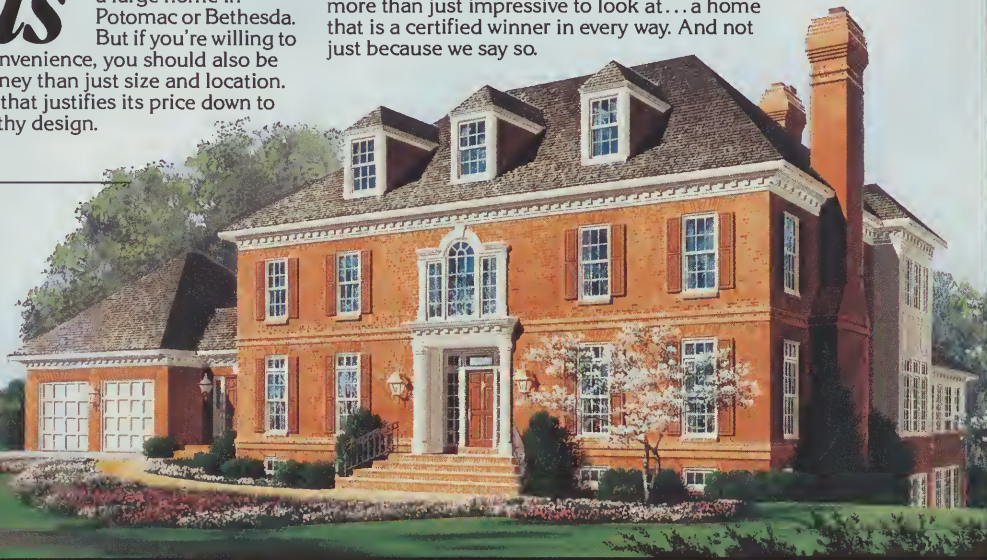 is
a large home in
Potomac or Bethesda.
But if you're willing to
nvenience, you should also be
ney than just size and location.
that justifies its price down to
thy design.
more than just impressive to look at...a home
that is a certified winner in every way. And not
just because we say so.